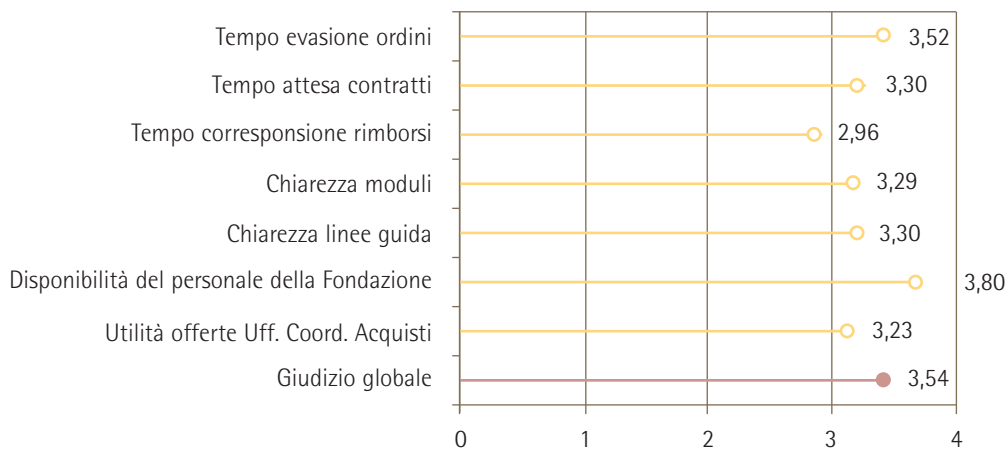 Tempo evasione ordini 3,52
Tempo attesa contratti 3,30
Tempo corresponsione rimborsi 2,96
Chiarezza moduli 3,29
Chiarezza linee guida 3,30
Disponibilità del personale della Fondazione 3,80
Utilità offerte Uff. Coord. Acquisti 3,23
Giudizio globale 3,54
0 1 2 3 4